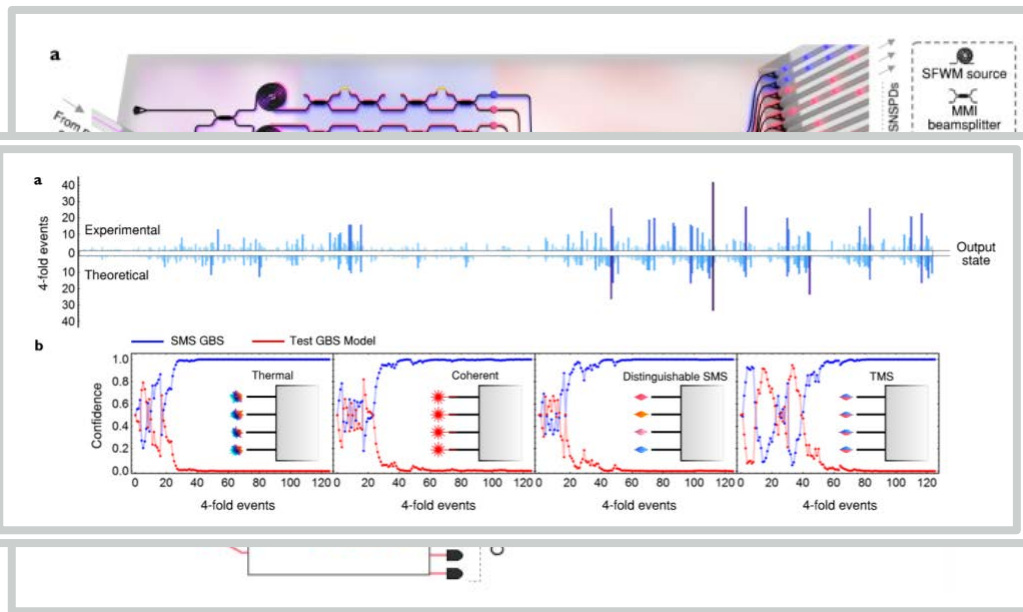 a
From
SNSPDs
SFWM source
MMI
beamsplitter
a
4-fold events
40
30
20
10
0
10
20
30
40
Experimental
Theoretical
Output
state
b
SMS GBS
Test GBS Model
Confidence
1.0
0.8
0.6
0.4
0.2
0.0
Thermal
Coherent
Distinguishable SMS
TMS
0 20 40 60 80 100 120
0 20 40 60 80 100 120
0 20 40 60 80 100 120
0 20 40 60 80 100 120
4-fold events
4-fold events
4-fold events
4-fold events